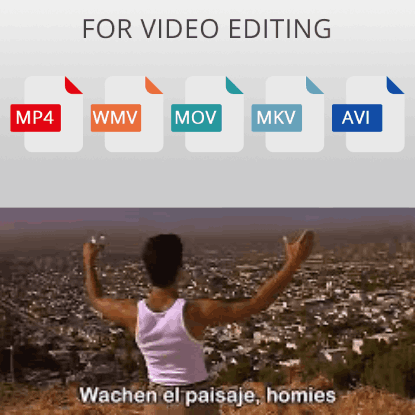 FOR VIDEO EDITING
MP4 WMV MOV MKV AVI
Wachen el paisaje, homies